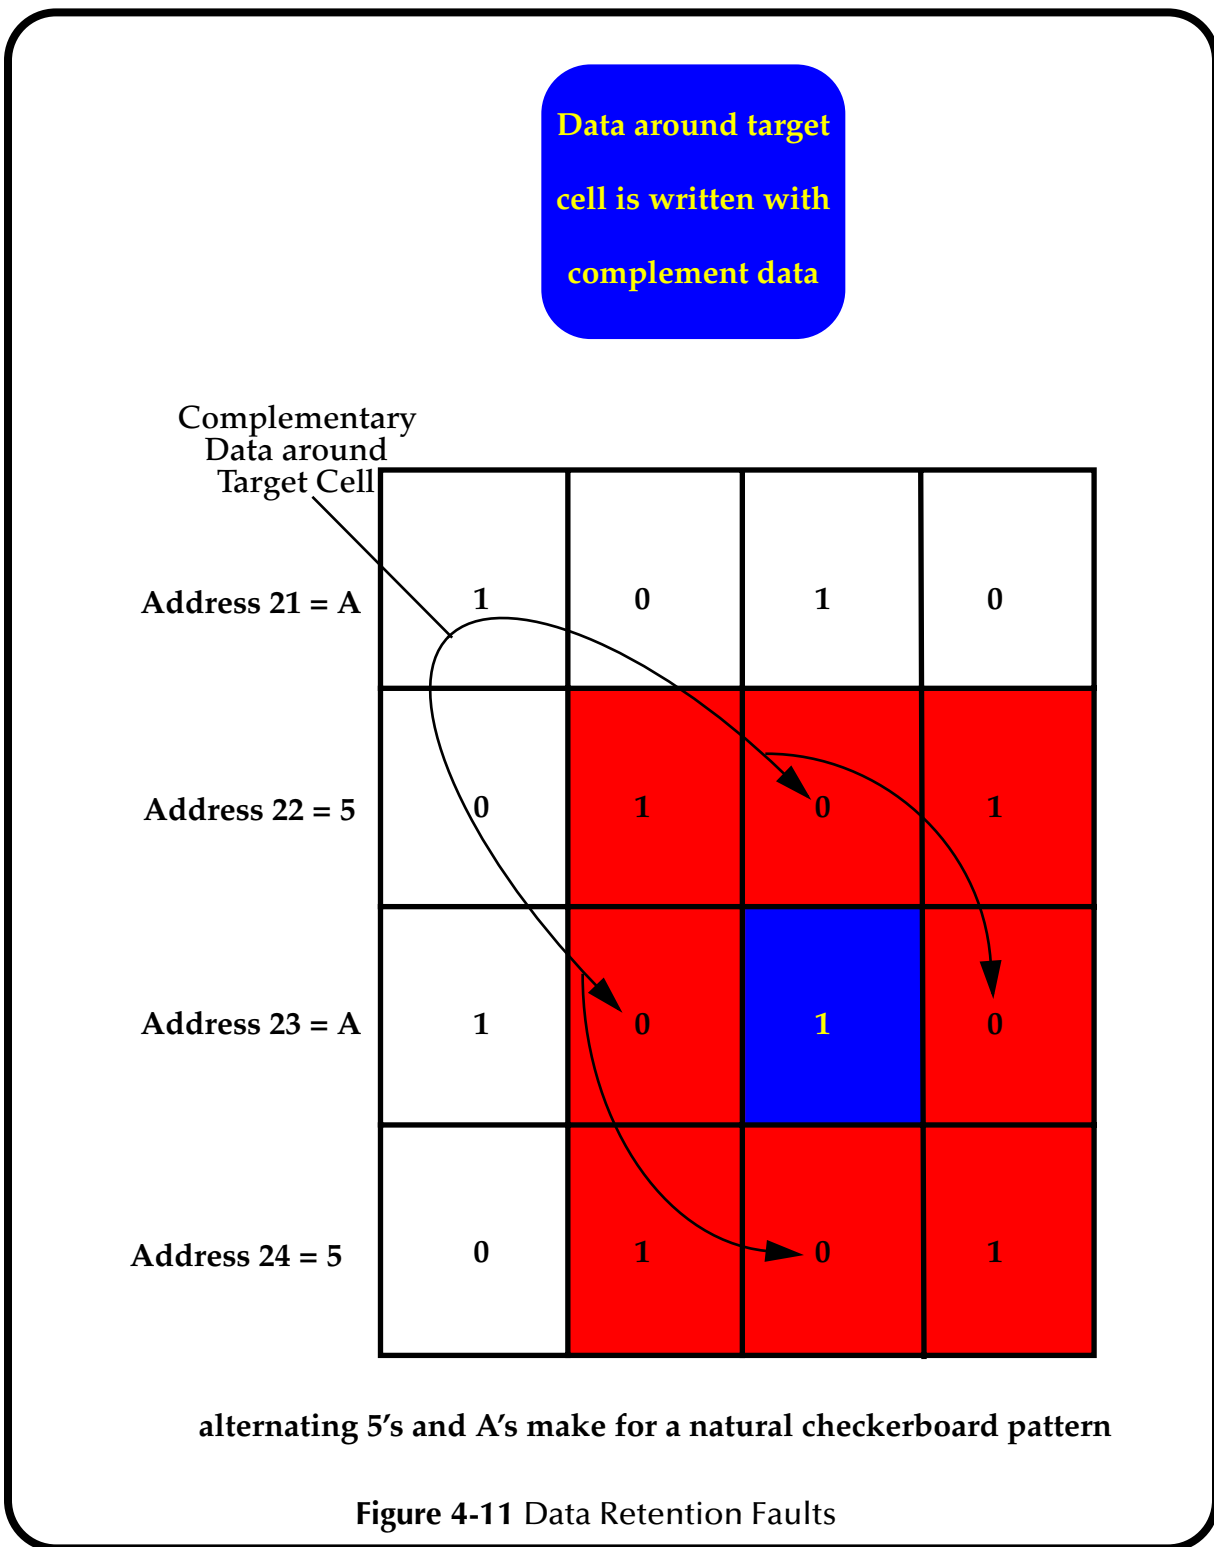 Data around target
cell is written with
complement data
Complementary
Data around
Target Cell
Address 21 = A 1 0 1 0
Address 22 = 5 0 1 0 1
Address 23 = A 1 0 1 0
Address 24 = 5 0 1 0 1
alternating 5's and A's make for a natural checkerboard pattern
Figure 4-11 Data Retention Faults